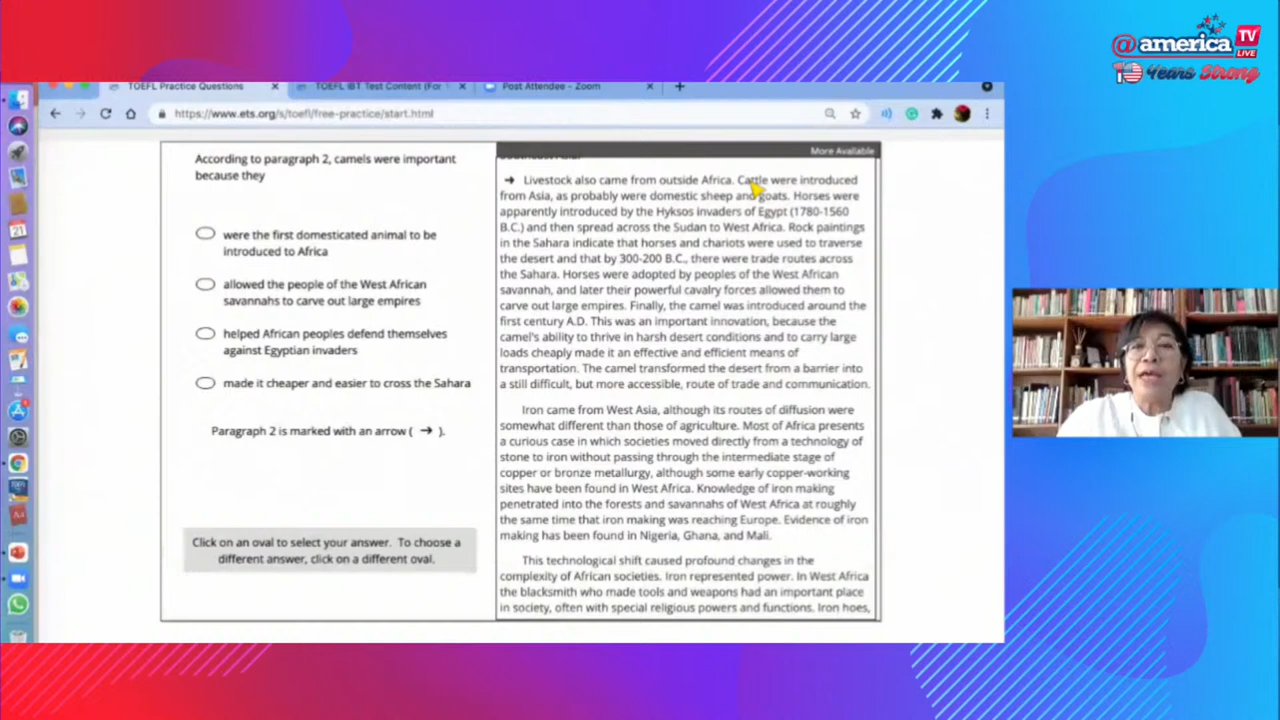 @america TV
LIVE
10 Years Strong
TOEFL Practice Questions
TOEFL iBT Test Content (For
Post Attendee - Zoom
https://www.ets.org/s/toefl/free-practice/start.html
More Available
According to paragraph 2, camels were important
because they
were the first domesticated animal to be
introduced to Africa
allowed the people of the West African
savannahs to carve out large empires
helped African peoples defend themselves
against Egyptian invaders
made it cheaper and easier to cross the Sahara
Paragraph 2 is marked with an arrow ( → ).
Click on an oval to select your answer. To choose a
different answer, click on a different oval.
Southeast Asia.
→ Livestock also came from outside Africa. Cattle were introduced
from Asia, as probably were domestic sheep and goats. Horses were
apparently introduced by the Hyksos invaders of Egypt (1780-1560
B.C.) and then spread across the Sudan to West Africa. Rock paintings
in the Sahara indicate that horses and chariots were used to traverse
the desert and that by 300-200 B.C., there were trade routes across
the Sahara. Horses were adopted by peoples of the West African
savannah, and later their powerful cavalry forces allowed them to
carve out large empires. Finally, the camel was introduced around the
first century A.D. This was an important innovation, because the
camel's ability to thrive in harsh desert conditions and to carry large
loads cheaply made it an effective and efficient means of
transportation. The camel transformed the desert from a barrier into
a still difficult, but more accessible, route of trade and communication.
Iron came from West Asia, although its routes of diffusion were
somewhat different than those of agriculture. Most of Africa presents
a curious case in which societies moved directly from a technology of
stone to iron without passing through the intermediate stage of
copper or bronze metallurgy, although some early copper-working
sites have been found in West Africa. Knowledge of iron making
penetrated into the forests and savannahs of West Africa at roughly
the same time that iron making was reaching Europe. Evidence of iron
making has been found in Nigeria, Ghana, and Mali.
This technological shift caused profound changes in the
complexity of African societies. Iron represented power. In West Africa
the blacksmith who made tools and weapons had an important place
in society, often with special religious powers and functions. Iron hoes,